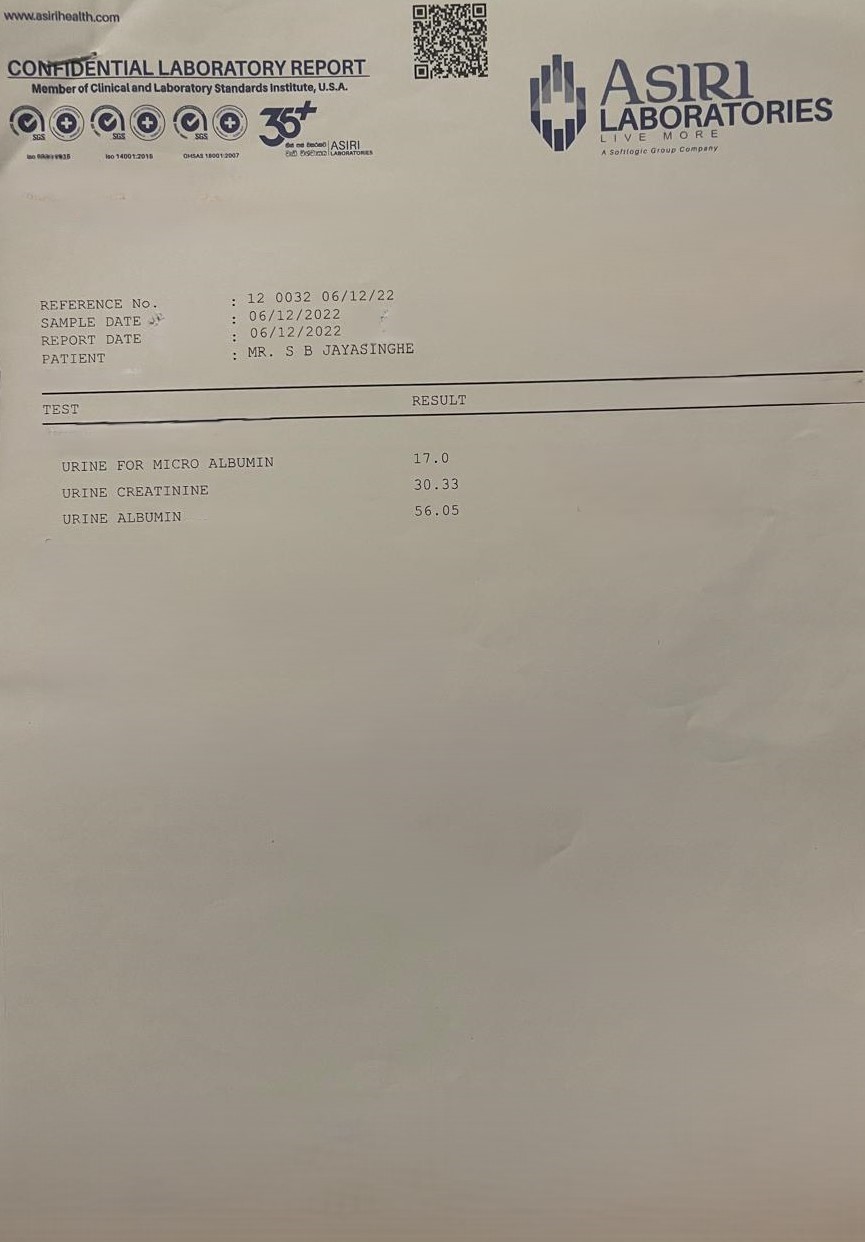 www.asirihealth.com
CONFIDENTIAL LABORATORY REPORT
Member of Clinical and Laboratory Standards Institute, U.S.A.
SGS SGS SGS
35+
ISO 14001:2015 OHSAS 18001:2007
ASIRI
LABORATORIES
ASIRI
LABORATORIES
LIVE MORE
A Softlogic Group Company
REFERENCE No. : 12 0032 06/12/22
SAMPLE DATE : 06/12/2022
REPORT DATE : 06/12/2022
PATIENT : MR. S B JAYASINGHE
TEST RESULT
URINE FOR MICRO ALBUMIN 17.0
URINE CREATININE 30.33
URINE ALBUMIN 56.05